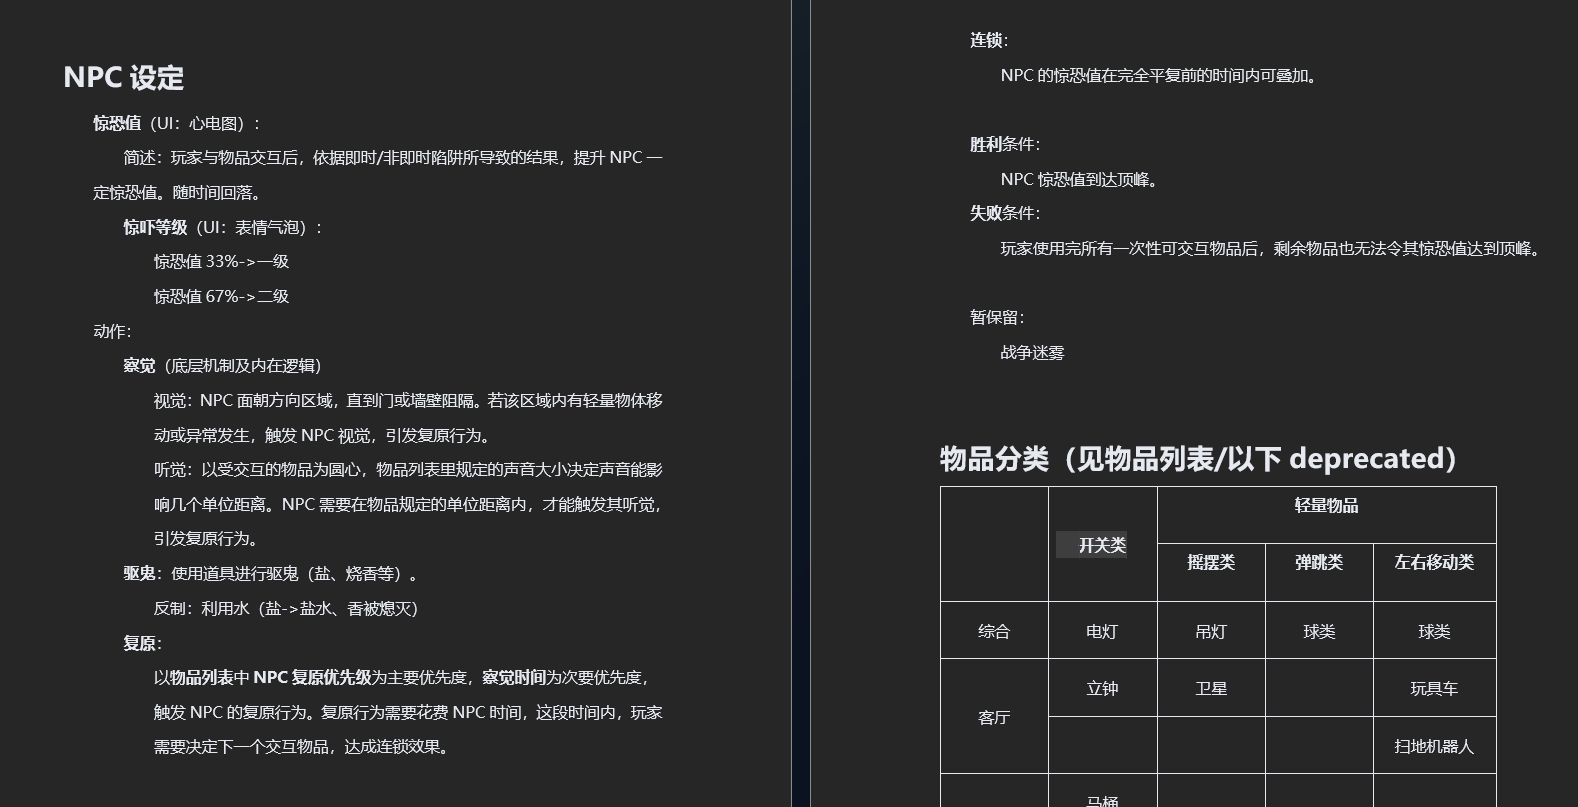 NPC 设定
惊恐值（UI：心电图）：
简述：玩家与物品交互后，依据即时/非即时陷阱所导致的结果，提升 NPC 一
定惊恐值。随时间回落。
惊吓等级（UI：表情气泡）：
惊恐值 33%->一级
惊恐值 67%->二级
动作：
察觉（底层机制及内在逻辑）
视觉：NPC 面朝方向区域，直到门或墙壁阻隔。若该区域内有轻量物体移
动或异常发生，触发 NPC 视觉，引发复原行为。
听觉：以受交互的物品为圆心，物品列表里规定的声音大小决定声音能影
响几个单位距离。NPC 需要在物品规定的单位距离内，才能触发其听觉，
引发复原行为。
驱鬼：使用道具进行驱鬼（盐、烧香等）。
反制：利用水（盐->盐水、香被熄灭）
复原：
以物品列表中 NPC 复原优先级为主要优先度，察觉时间为次要优先度，
触发 NPC 的复原行为。复原行为需要花费 NPC 时间，这段时间内，玩家
需要决定下一个交互物品，达成连锁效果。
连锁：
NPC 的惊恐值在完全平复前的时间内可叠加。
胜利条件：
NPC 惊恐值到达顶峰。
失败条件：
玩家使用完所有一次性可交互物品后，剩余物品也无法令其惊恐值达到顶峰。
暂保留：
战争迷雾
物品分类（见物品列表/以下 deprecated）
轻量物品
开关类
摇摆类 弹跳类 左右移动类
综合 电灯 吊灯 球类 球类
立钟 卫星 玩具车
客厅
扫地机器人
马桶